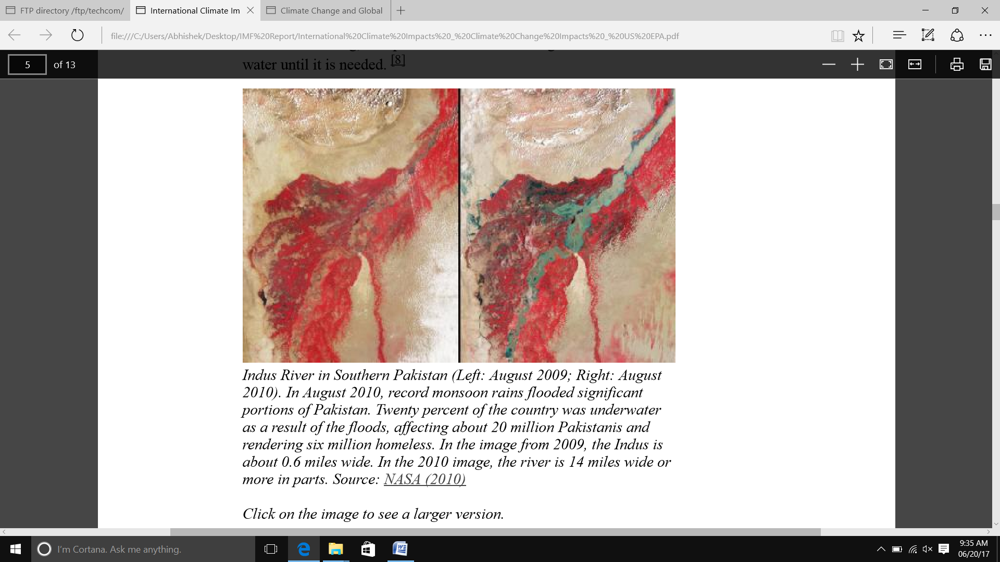 FTP directory /ftp/techcom/
International Climate Im
Climate Change and Global
file:///C:/Users/Abhishek/Desktop/IMF%20Report/International%20Climate%20Impacts%20_%20Climate%20Change%20Impacts%20_%20US%20EPA.pdf
5 of 13
water until it is needed. [8]
Indus River in Southern Pakistan (Left: August 2009; Right: August
2010). In August 2010, record monsoon rains flooded significant
portions of Pakistan. Twenty percent of the country was underwater
as a result of the floods, affecting about 20 million Pakistanis and
rendering six million homeless. In the image from 2009, the Indus is
about 0.6 miles wide. In the 2010 image, the river is 14 miles wide or
more in parts. Source: NASA (2010)
Click on the image to see a larger version.
I'm Cortana. Ask me anything.
9:35 AM
06/20/17